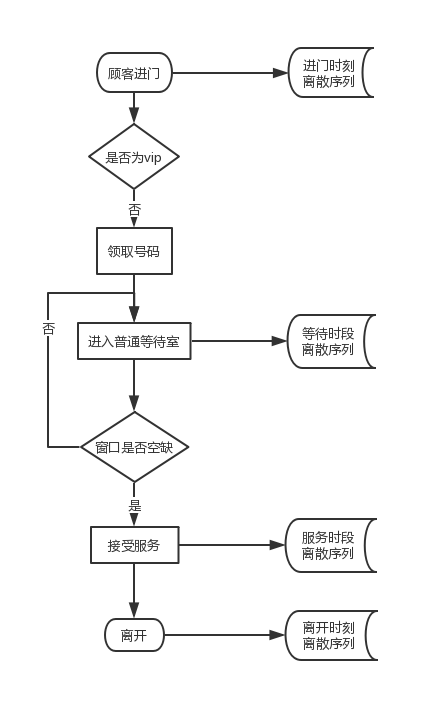 顾客进门
进门时刻
离散序列
是否为vip
否
领取号码
否
进入普通等待室
等待时段
离散序列
窗口是否空缺
是
接受服务
服务时段
离散序列
离开
离开时刻
离散序列